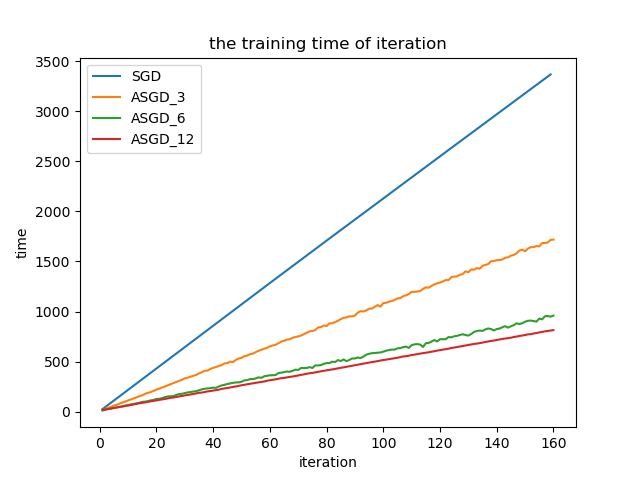 the training time of iteration
SGD
ASGD_3
ASGD_6
ASGD_12
time
3500
3000
2500
2000
1500
1000
500
0
0 20 40 60 80 100 120 140 160
iteration